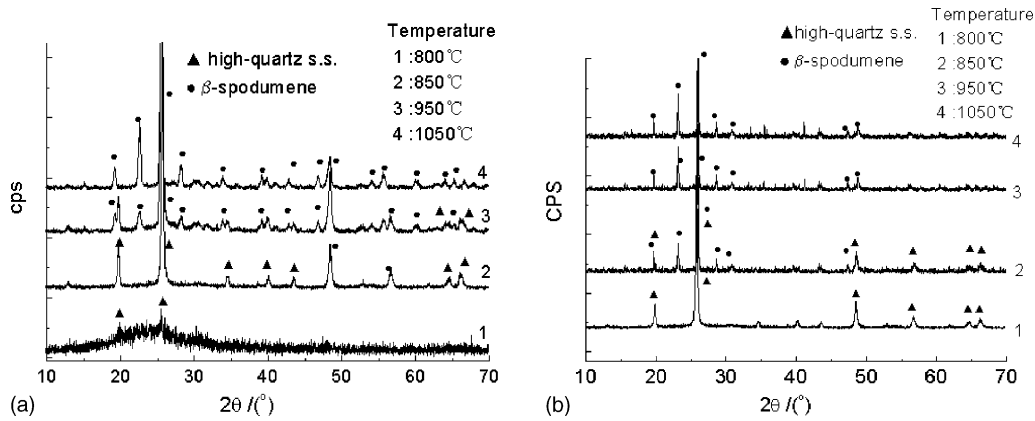 Temperature
▲ high-quartz s.s.
1 :800℃
● β-spodumene
2 :850℃
3 :950℃
4 :1050℃
cps
4
3
2
1
10 20 30 40 50 60 70
2θ /(°)
(a)
Temperature
▲high-quartz s.s.
1 :800℃
● β-spodumene
2 :850℃
3 :950℃
4 :1050℃
CPS
4
3
2
1
10 20 30 40 50 60 70
2θ /(°)
(b)